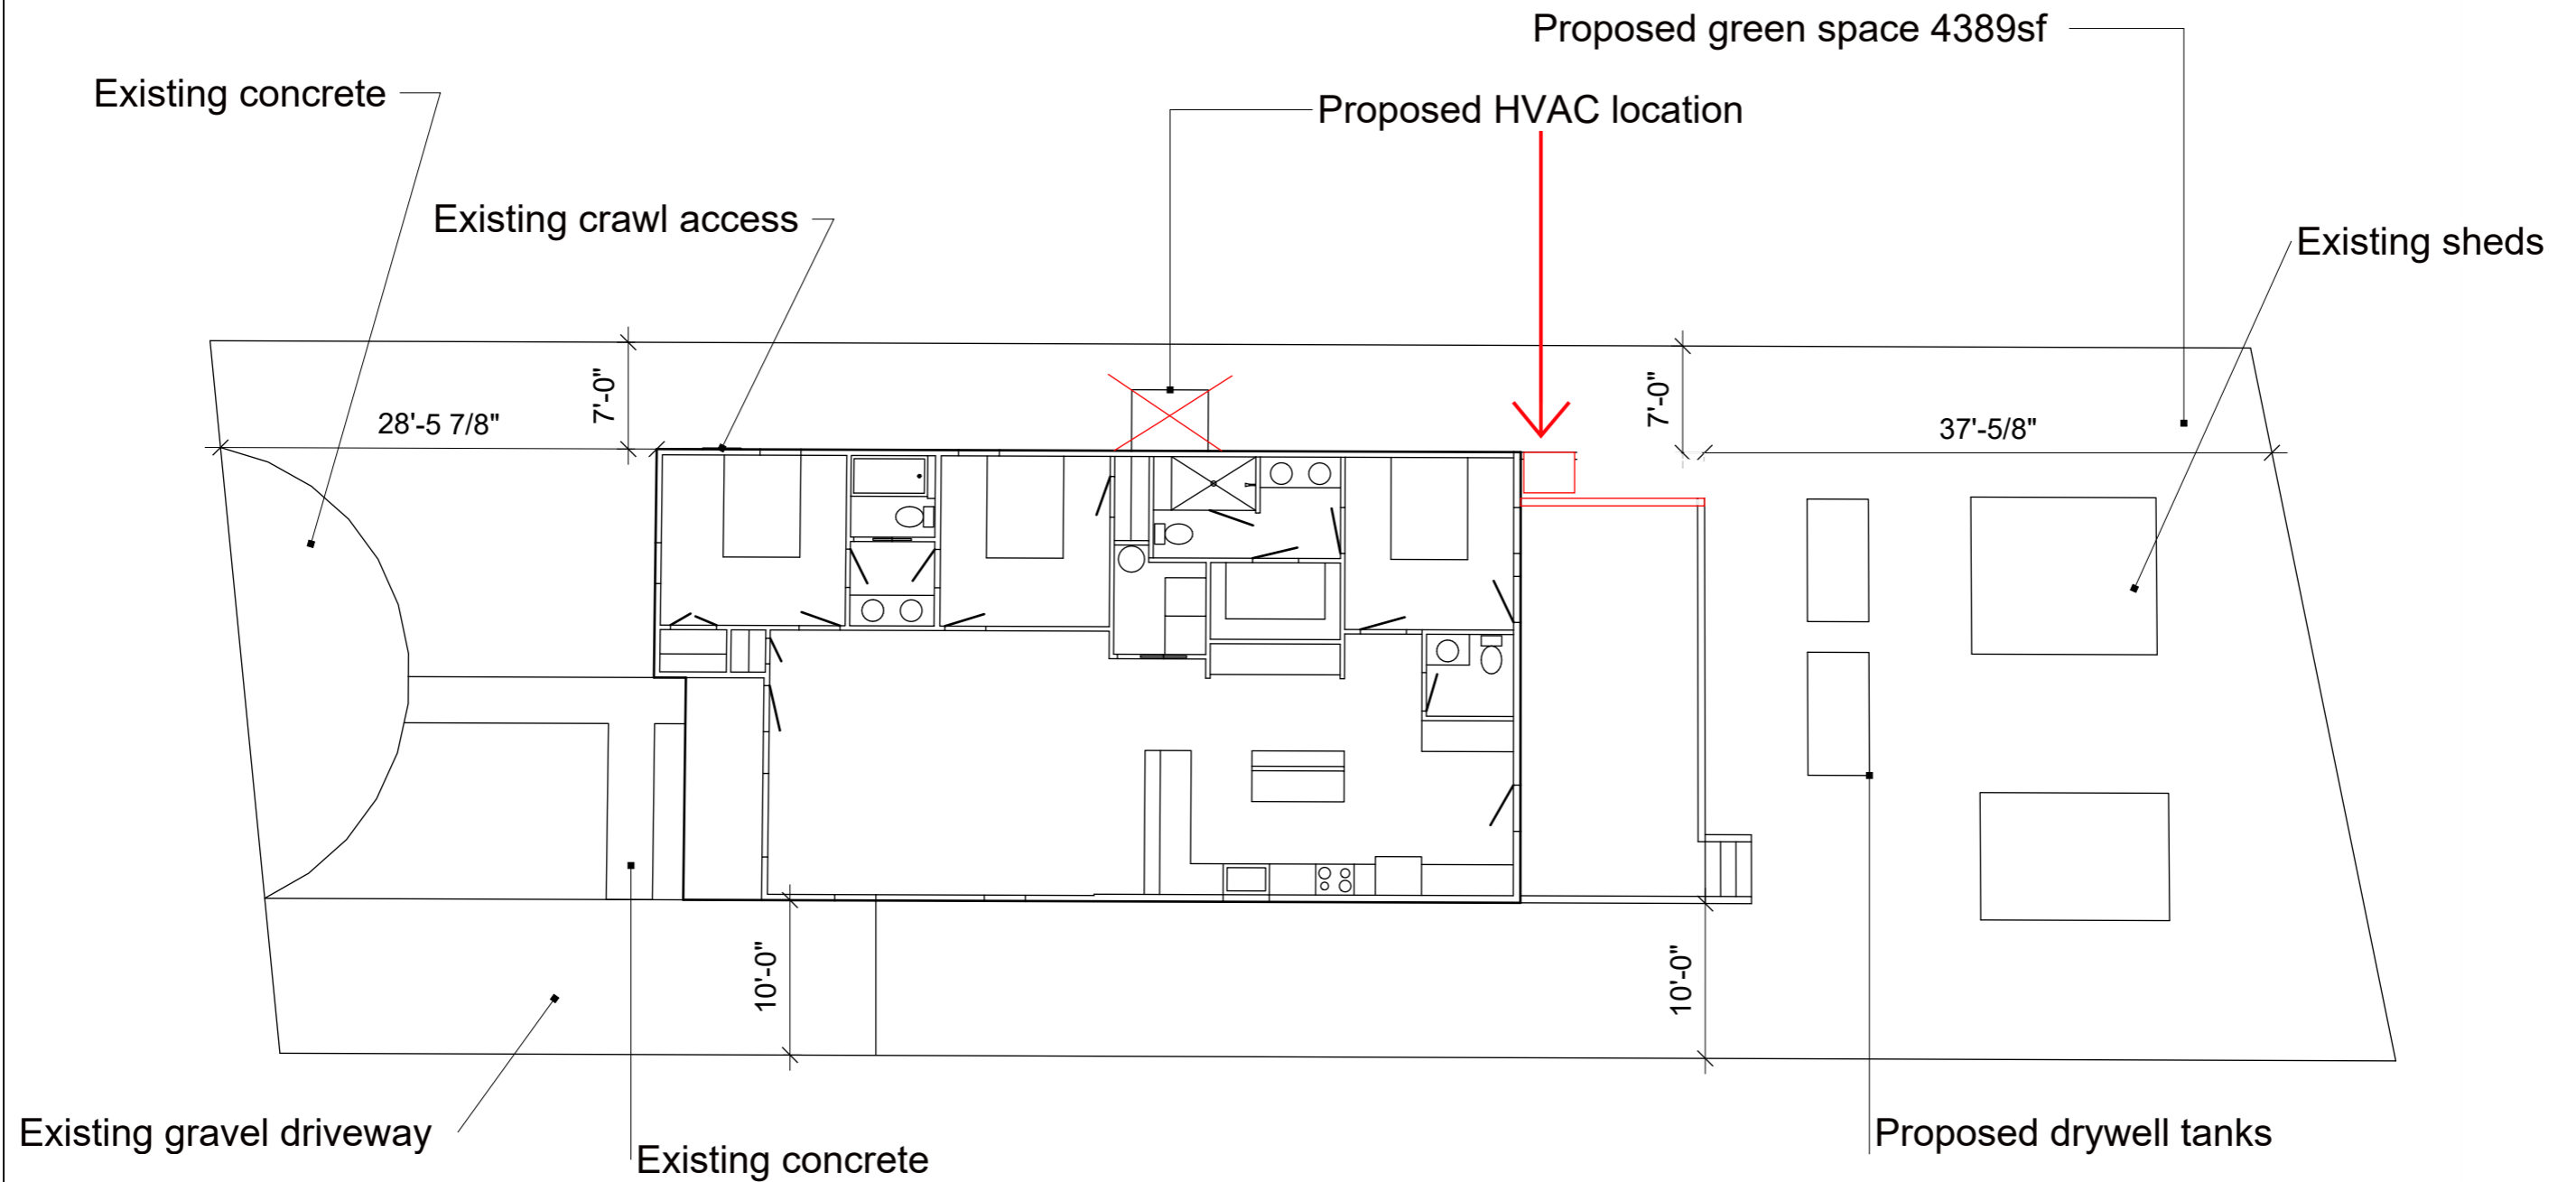 Proposed green space 4389sf
Existing concrete
Proposed HVAC location
Existing crawl access
Existing sheds
7'-0"
7'-0"
28'-5 7/8"
37'-5/8"
10'-0"
10'-0"
Existing gravel driveway
Existing concrete
Proposed drywell tanks